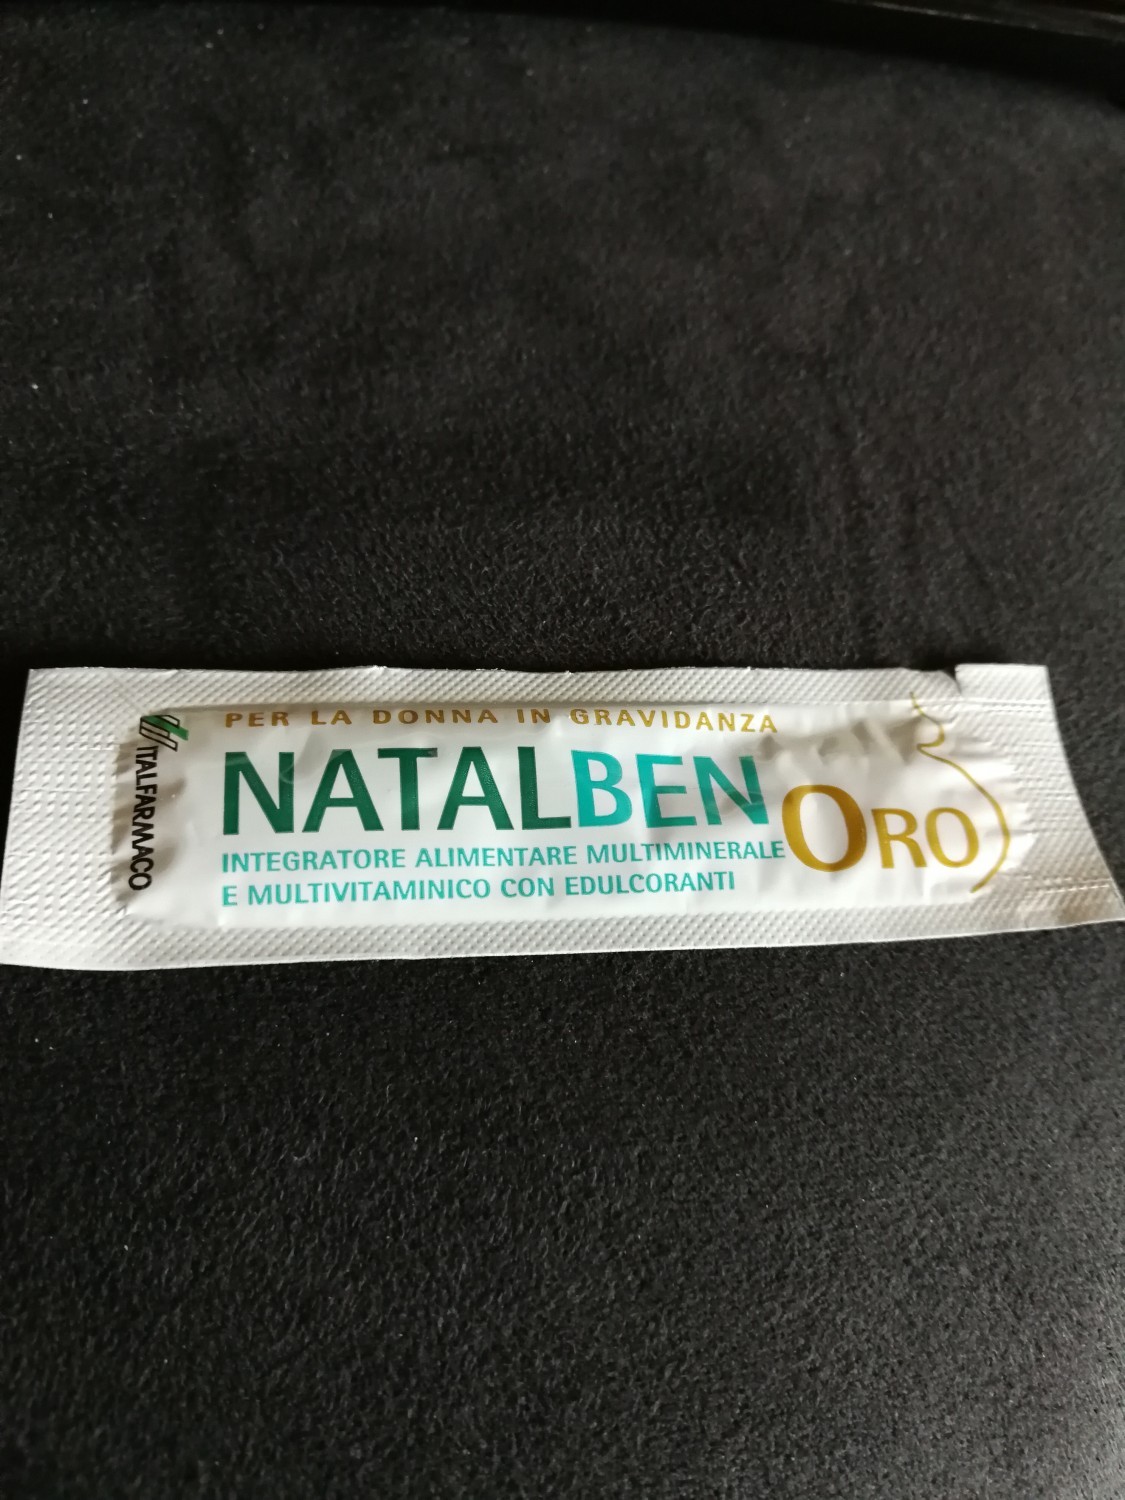 PER LA DONNA IN GRAVIDANZA
NATALBEN ORO
INTEGRATORE ALIMENTARE MULTIMINERALE
E MULTIVITAMINICO CON EDULCORANTI
ITALFARMACO